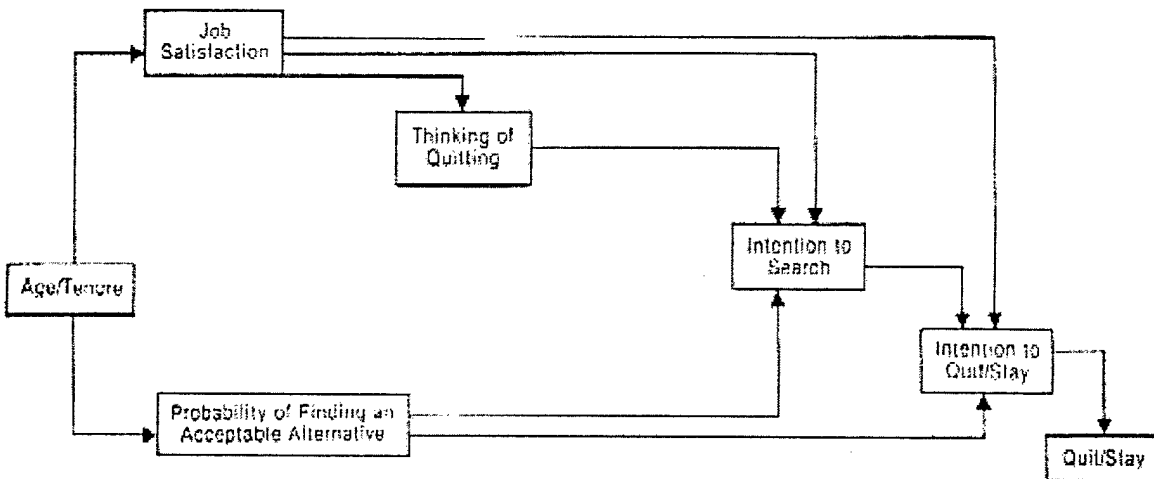 Job
Satisfaction
Thinking of
Quitting
Intention to
Search
Age/Tenure
Intention to
Quit/Stay
Probability of Finding an
Acceptable Alternative
Quit/Stay